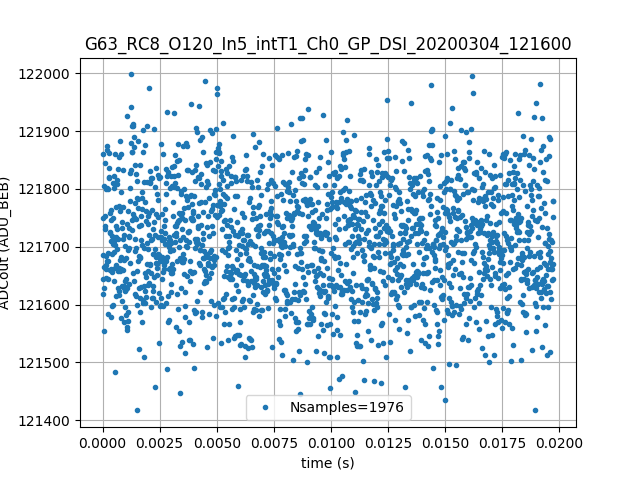 G63_RC8_O120_In5_intT1_Ch0_GP_DSI_20200304_121600
122000
121900
121800
121700
121600
121500
121400
ADCout (ADU_BEB)
Nsamples=1976
0.0000 0.0025 0.0050 0.0075 0.0100 0.0125 0.0150 0.0175 0.0200
time (s)